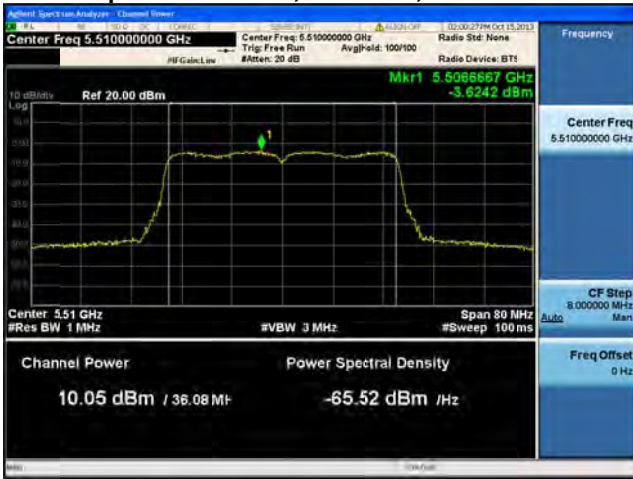 Agilent Spectrum Analyzer - Channel Power
ALIGN OFF 02:00:27 PM Oct 15, 2013
Center Freq 5.510000000 GHz
Center Freq: 5.510000000 GHz
Radio Std: None
Trig: Free Run Avg|Hold: 100/100
#IFGain:Low #Atten: 20 dB Radio Device: BTS
Mkr1 5.5066667 GHz
-3.6242 dBm
10 dB/div Ref 20.00 dBm
Log
1
Center 5.51 GHz Span 80 MHz
#Res BW 1 MHz #VBW 3 MHz #Sweep 100 ms
Channel Power Power Spectral Density
10.05 dBm / 36.08 MH -65.52 dBm /Hz
Frequency
Center Freq
5.510000000 GHz
CF Step
8.000000 MHz
Auto Man
Freq Offset
0 Hz